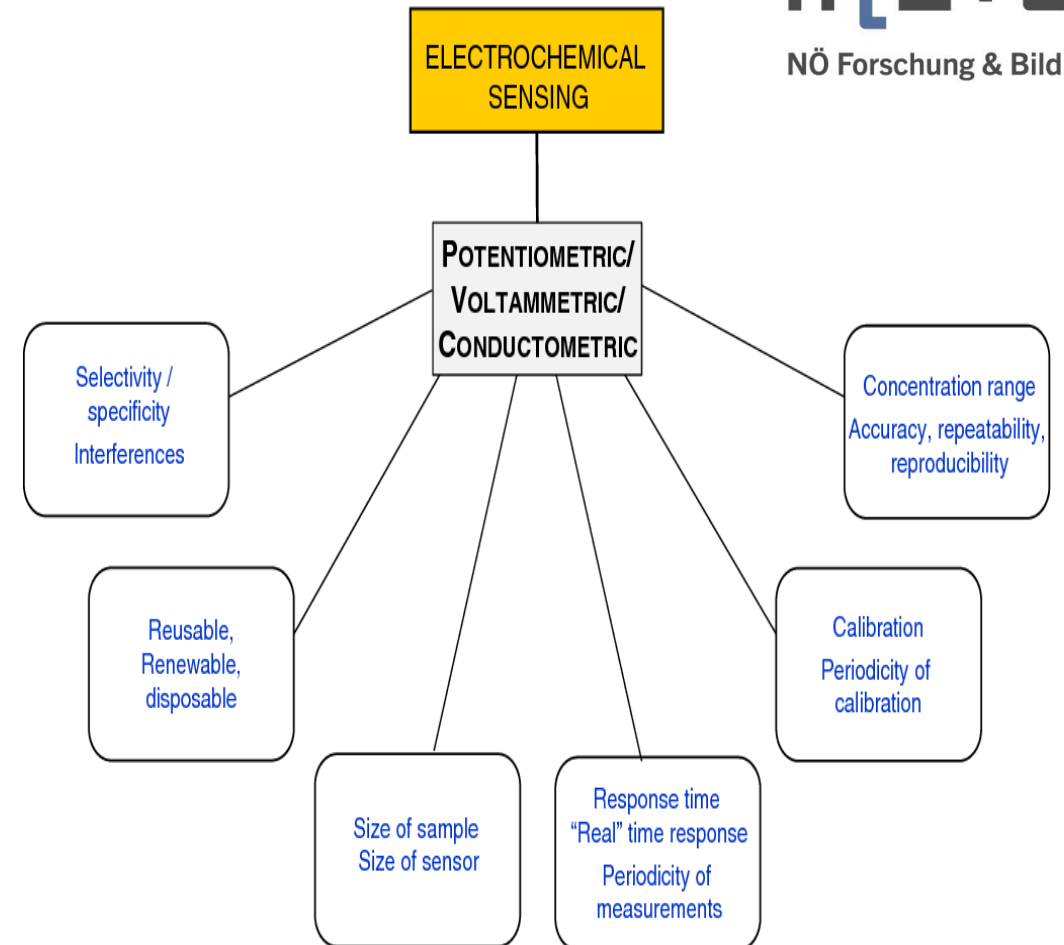 ELECTROCHEMICAL
SENSING
NÖ Forschung & Bild
POTENTIOMETRIC/
VOLTAMMETRIC/
CONDUCTOMETRIC
Selectivity /
specificity
Interferences
Concentration range
Accuracy, repeatability,
reproducibility
Reusable,
Renewable,
disposable
Calibration
Periodicity of
calibration
Size of sample
Size of sensor
Response time
“Real” time response
Periodicity of
measurements